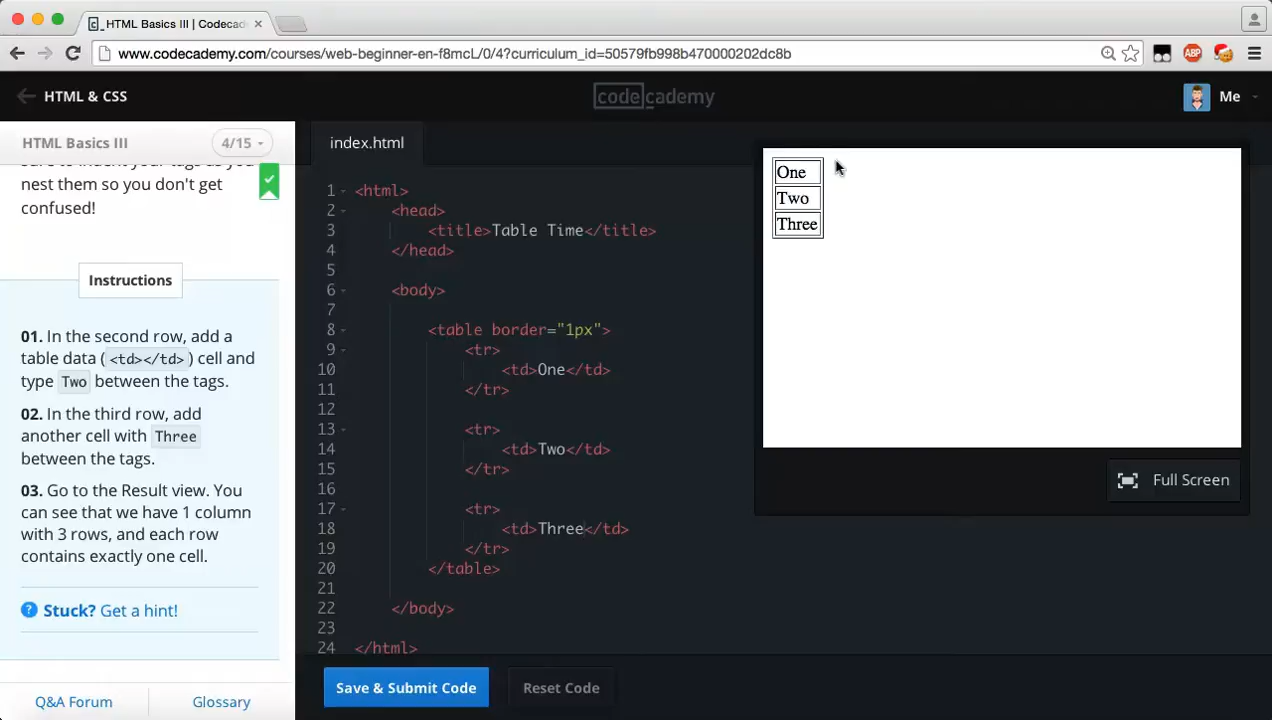 HTML Basics III | Codecad
www.codecademy.com/courses/web-beginner-en-f8mcL/0/4?curriculum_id=50579fb998b470000202dc8b
ABP
HTML & CSS
codecademy
Me
HTML Basics III
4/15
sure to indent your tags as you
nest them so you don't get
confused!
Instructions
01. In the second row, add a
table data (<td></td>) cell and
type Two between the tags.
02. In the third row, add
another cell with Three
between the tags.
03. Go to the Result view. You
can see that we have 1 column
with 3 rows, and each row
contains exactly one cell.
Stuck? Get a hint!
Q&A Forum
Glossary
index.html
1 <html>
2 <head>
3 <title>Table Time</title>
4 </head>
5
6 <body>
7
8 <table border="1px">
9 <tr>
10 <td>One</td>
11 </tr>
12
13 <tr>
14 <td>Two</td>
15 </tr>
16
17 <tr>
18 <td>Three</td>
19 </tr>
20 </table>
21
22 </body>
23
24 </html>
Save & Submit Code
Reset Code
One
Two
Three
Full Screen